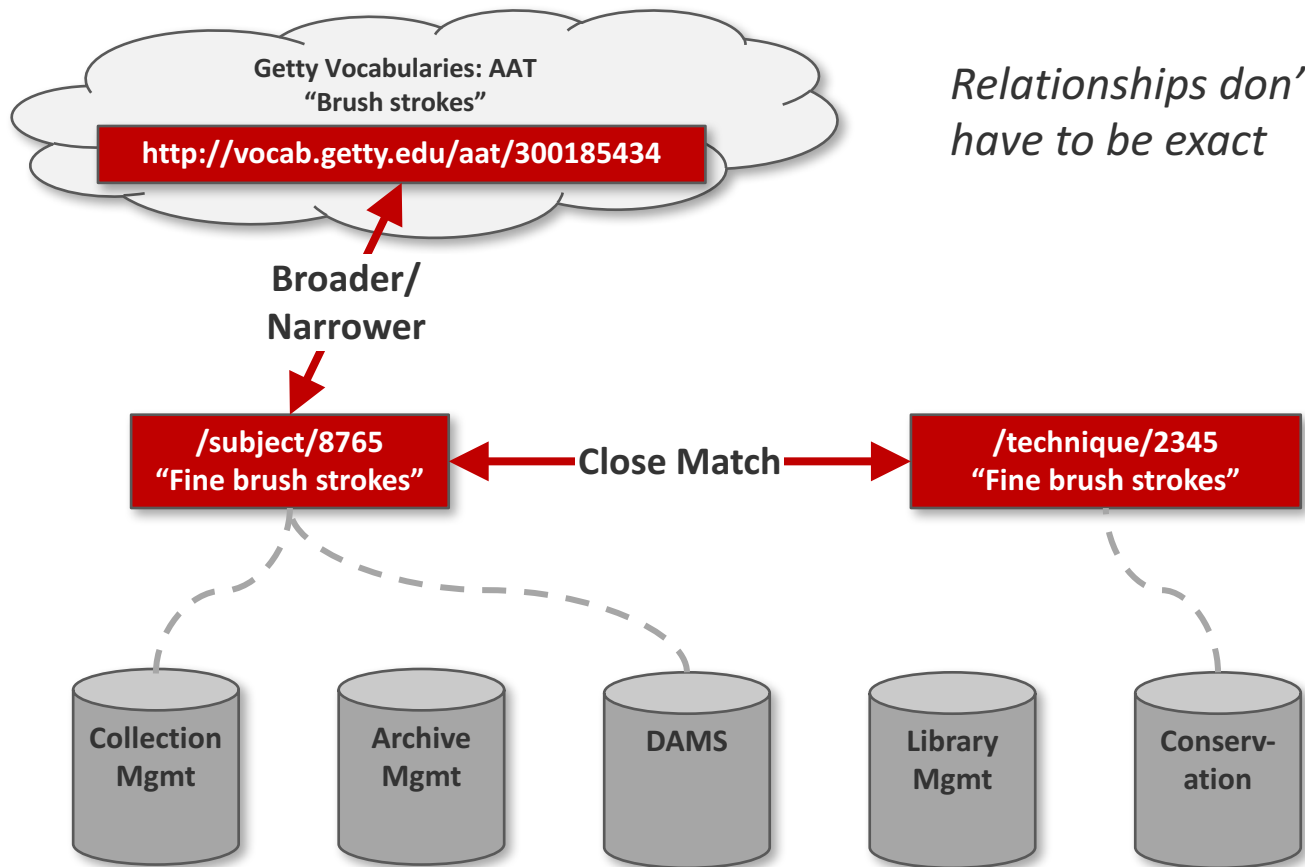 Getty Vocabularies: AAT
“Brush strokes”
http://vocab.getty.edu/aat/300185434
Relationships don’
have to be exact
Broader/
Narrower
/subject/8765
“Fine brush strokes”
Close Match
/technique/2345
“Fine brush strokes”
Collection
Mgmt
Archive
Mgmt
DAMS
Library
Mgmt
Conserv-
ation